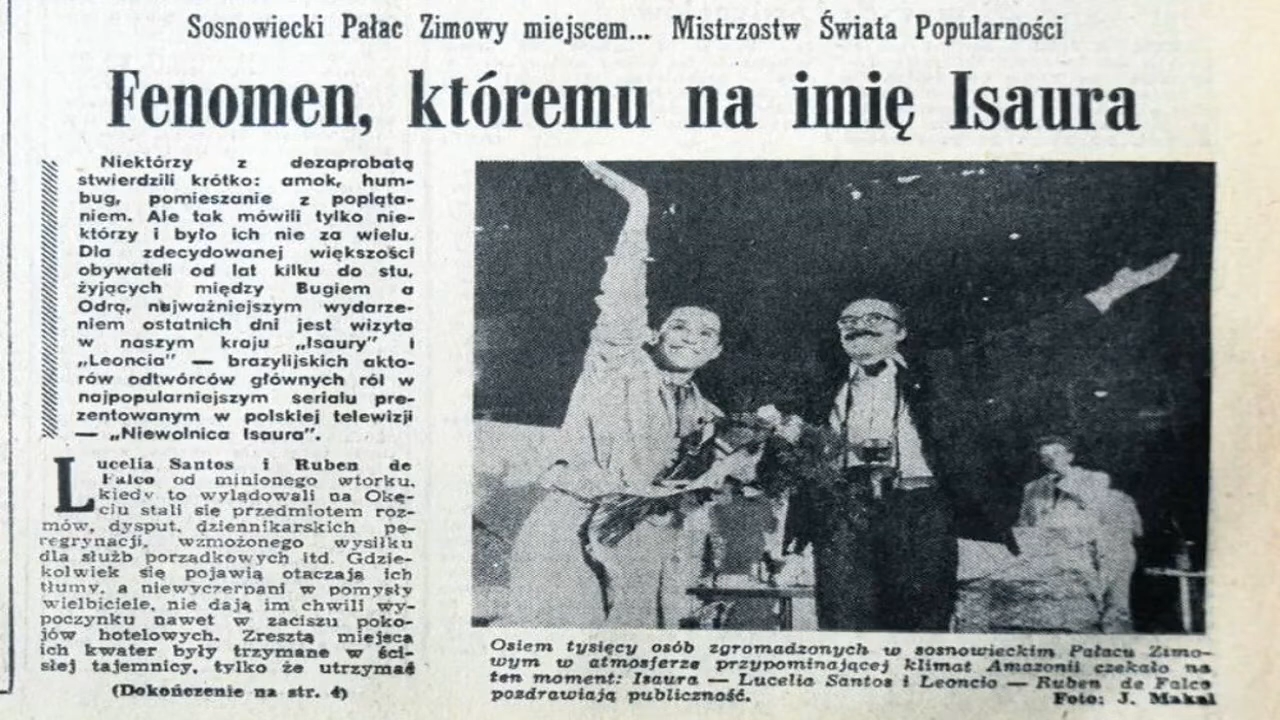 Sosnowiecki Pałac Zimowy miejscem... Mistrzostw Świata Popularności
Fenomen, któremu na imię Isaura
Niektórzy z dezaprobatą
stwierdzili krótko: amok, hum-
bug, pomieszanie z popląta-
niem. Ale tak mówili tylko nie-
którzy i było ich nie za wielu.
Dla zdecydowanej większości
obywateli od lat kilku do stu,
żyjących między Bugiem a
Odrą, najważniejszym wydarze-
niem ostatnich dni jest wizyta
w naszym kraju „Isaury" i
„Leoncia" — brazylijskich akto-
rów odtwórców głównych ról w
najpopularniejszym serialu pre-
zentowanym w polskiej telewizji
— „Niewolnica Isaura".
Lucelia Santos i Ruben de
Falco od minionego wtorku,
kiedy to wylądowali na Okę-
ciu stali się przedmiotem roz-
mów, dysput, dziennikarskich pe-
regrynacji, wzmożonego wysiłku
dla służb porządkowych itd. Gdzie-
kolwiek się pojawią otaczają ich
tłumy, a niewyczerpani w pomysły
wielbiciele, nie dają im chwili wy-
poczynku nawet w zaciszu poko-
jów hotelowych. Zresztą miejsca
ich kwater były trzymane w ści-
słej tajemnicy, tylko że utrzymać
(Dokończenie na str. 4)
Osiem tysięcy osób zgromadzonych w sosnowieckim Pałacu Zimo-
wym w atmosferze przypominającej klimat Amazonii czekało na
ten moment: Isaura — Lucelia Santos i Leoncio — Ruben de Falco
pozdrawiają publiczność.
Foto: J. Makal